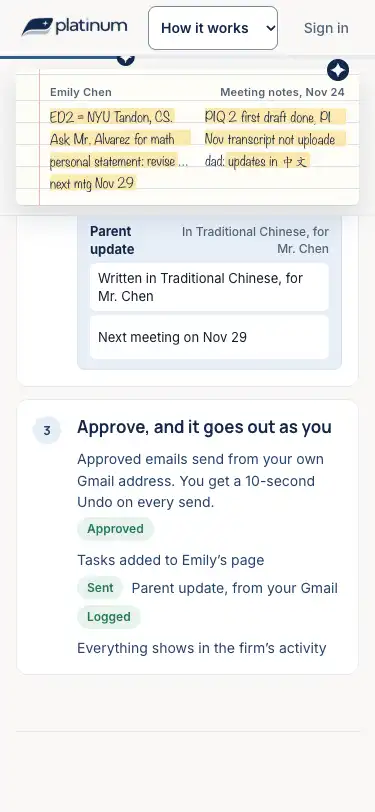 platinum
How it works
Sign in
Emily Chen
Meeting notes, Nov 24
ED2 = NYU Tandon, CS.
Ask Mr. Alvarez for math
personal statement: revise ...
next mtg Nov 29
PIQ 2 first draft done, PI
Nov transcript not uploade
dad: updates in 中文
Parent update
In Traditional Chinese, for
Mr. Chen
Written in Traditional Chinese, for
Mr. Chen
Next meeting on Nov 29
3
Approve, and it goes out as you
Approved emails send from your own
Gmail address. You get a 10-second
Undo on every send.
Approved
Tasks added to Emily’s page
Sent Parent update, from your Gmail
Logged
Everything shows in the firm’s activity